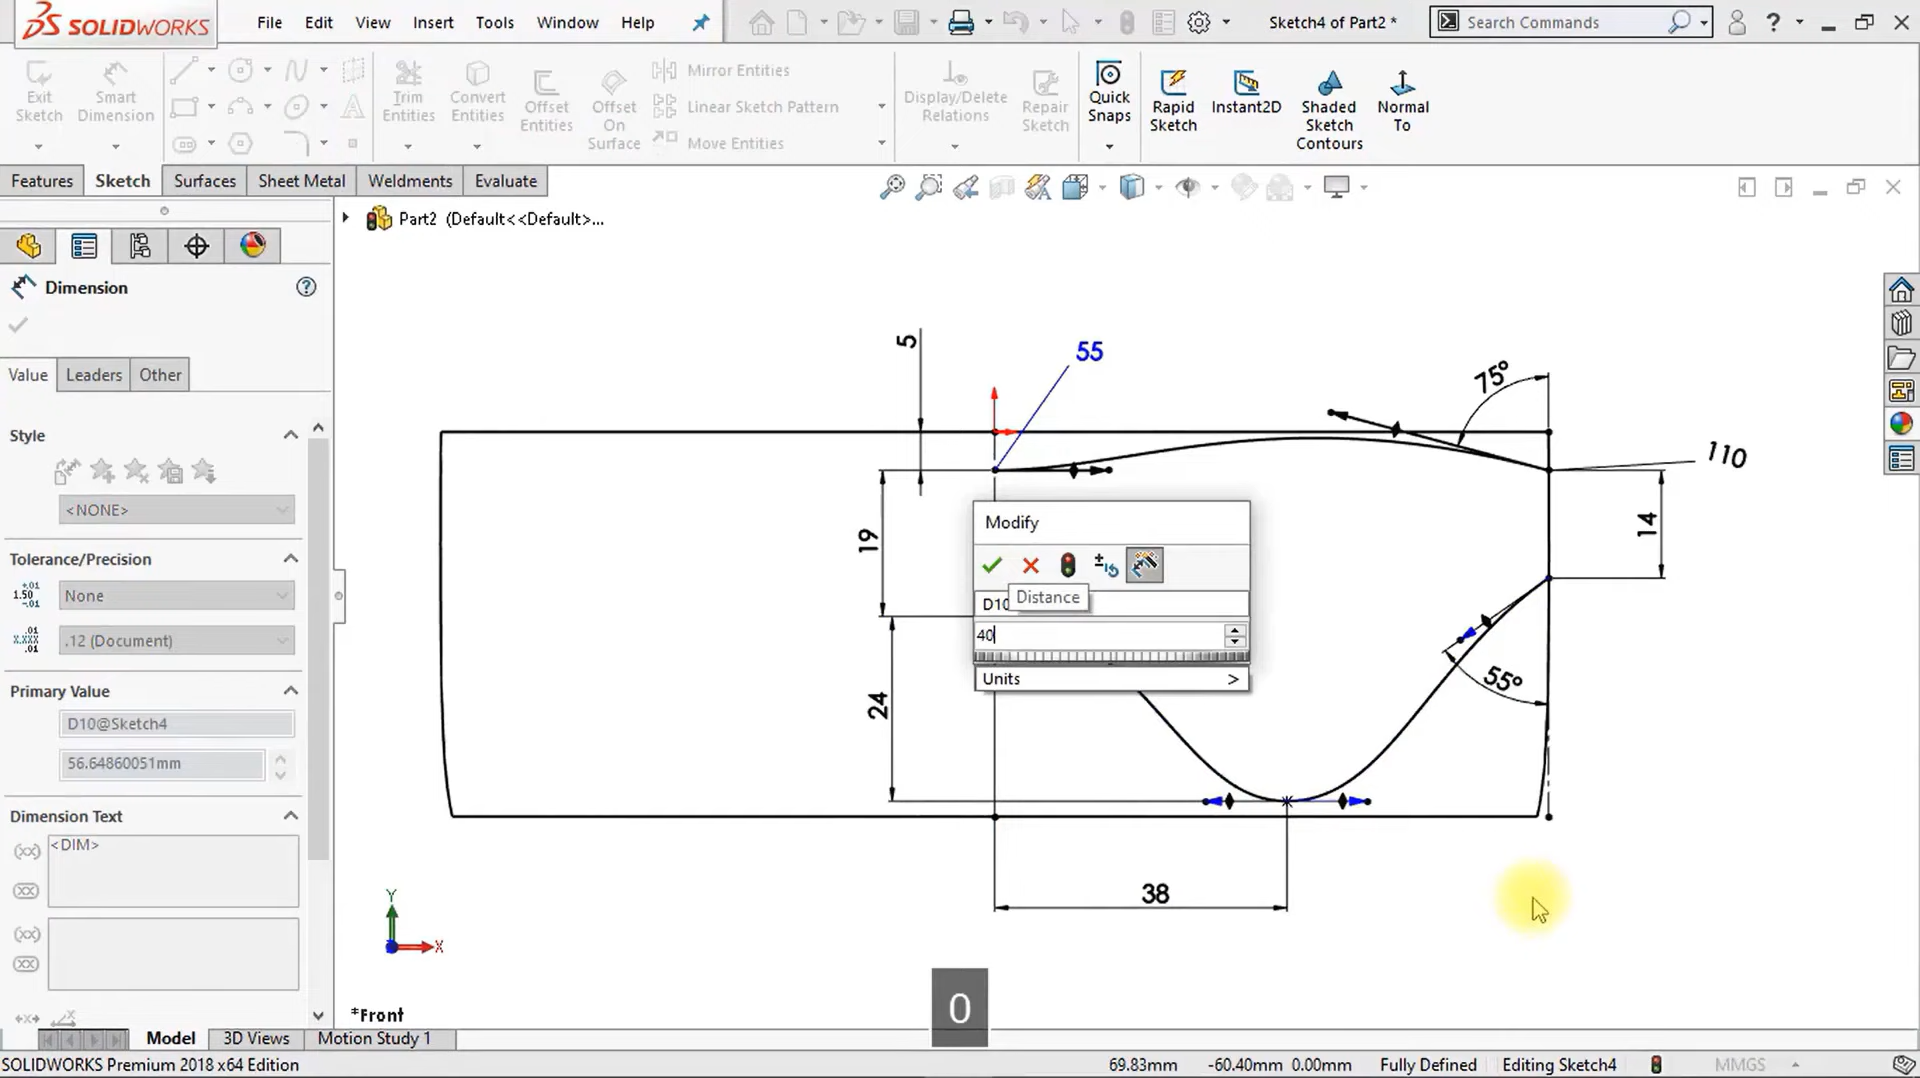 SOLIDWORKS
File Edit View Insert Tools Window Help
Sketch4 of Part2 *
Search Commands
Exit Sketch
Smart Dimension
Trim Entities
Convert Entities
Offset Entities
Offset On Surface
Mirror Entities
Linear Sketch Pattern
Move Entities
Display/Delete Relations
Repair Sketch
Quick Snaps
Rapid Sketch
Instant2D
Shaded Sketch Contours
Normal To
Features Sketch Surfaces Sheet Metal Weldments Evaluate
Part2 (Default<<Default>...
Dimension
Value Leaders Other
Style
<NONE>
Tolerance/Precision
None
.12 (Document)
Primary Value
D10@Sketch4
56.64860051mm
Dimension Text
<DIM>
5
55
75°
110
19
14
24
55°
38
Modify
D10
Distance
40
Units >
Y
X
*Front
0
Model 3D Views Motion Study 1
SOLIDWORKS Premium 2018 x64 Edition
69.83mm -60.40mm 0.00mm Fully Defined Editing Sketch4 MMGS